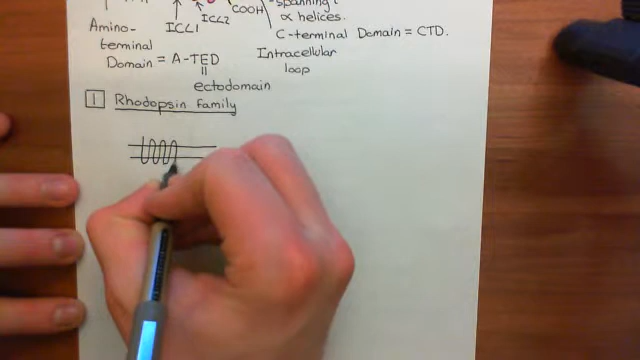 -spanning
COOH
ICL2
ICL1
α helices.
C-terminal Domain = CTD.
Amino-
terminal
Domain = A-TED
Intracellular
loop
=
ectodomain
1 Rhodopsin Family